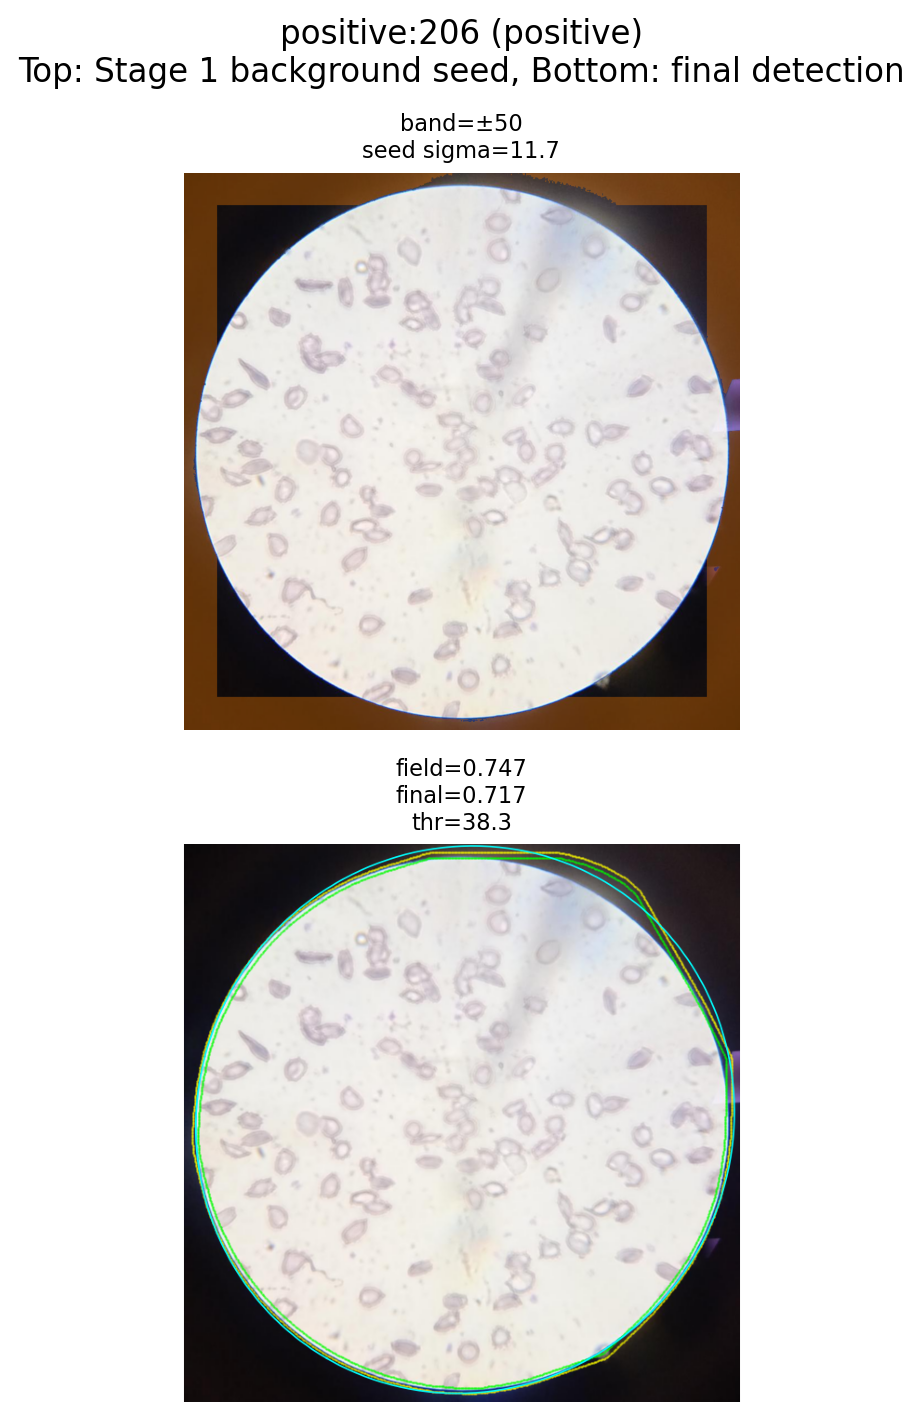 positive:206 (positive)
Top: Stage 1 background seed, Bottom: final detection
band=±50
seed sigma=11.7
field=0.747
final=0.717
thr=38.3